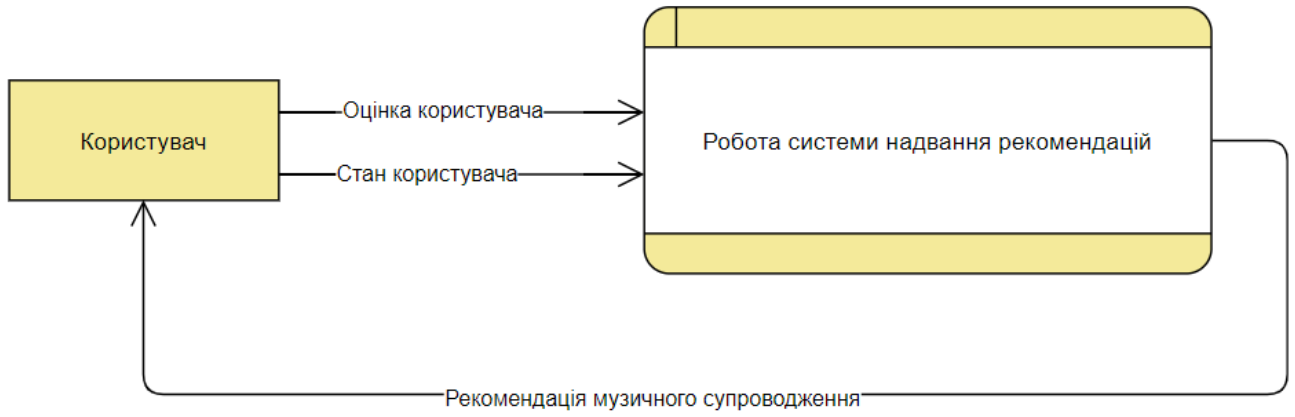 Користувач
Оцінка користувача
Стан користувача
Робота системи надвання рекомендацій
Рекомендація музичного супроводження